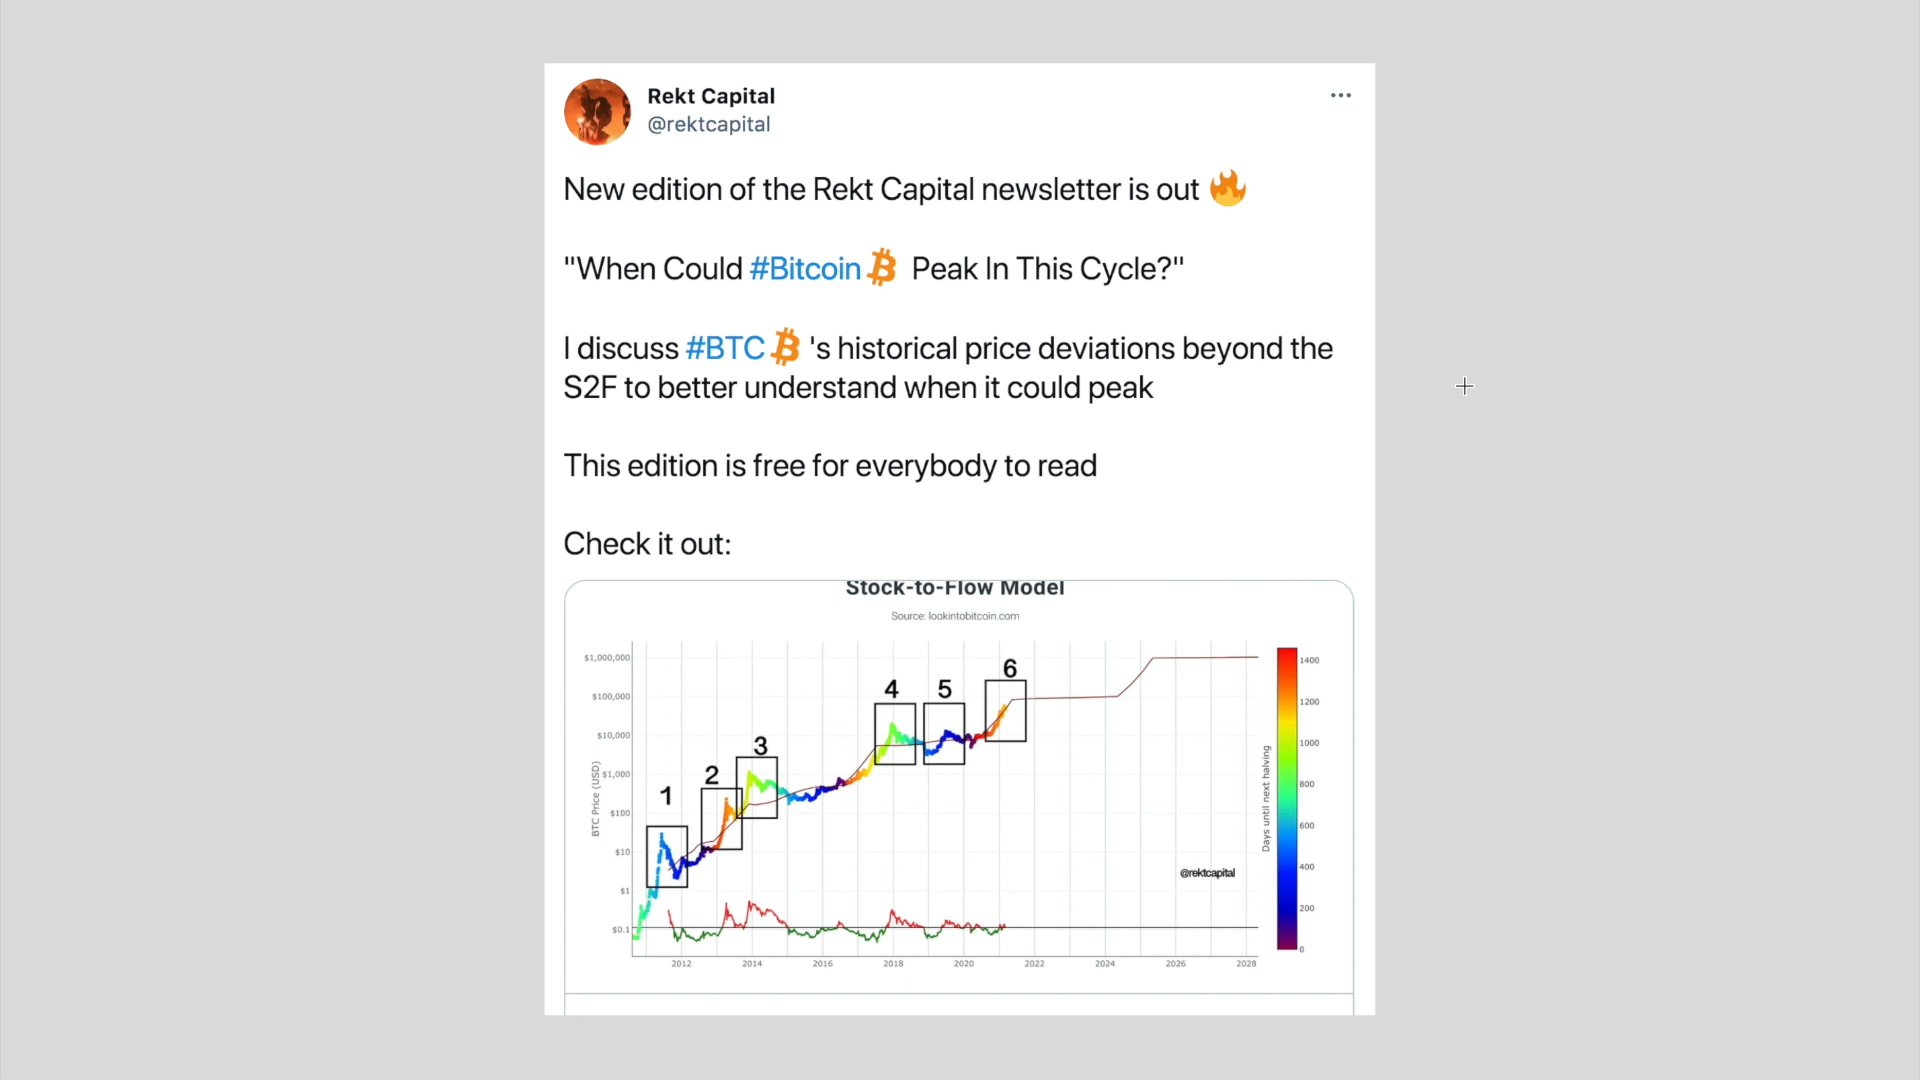 Rekt Capital
@rektcapital
New edition of the Rekt Capital newsletter is out 🔥
"When Could #Bitcoin Peak In This Cycle?"
I discuss #BTC 's historical price deviations beyond the
S2F to better understand when it could peak
This edition is free for everybody to read
Check it out:
Stock-to-Flow Model
Source: lookintobitcoin.com
BTC Price (USD)
$1,000,000
$100,000
$10,000
$1,000
$100
$10
$1
$0.1
1
2
3
4
5
6
@rektcapital
2012 2014 2016 2018 2020 2022 2024 2026 2028
Days until next halving
1400
1200
1000
800
600
400
200
0